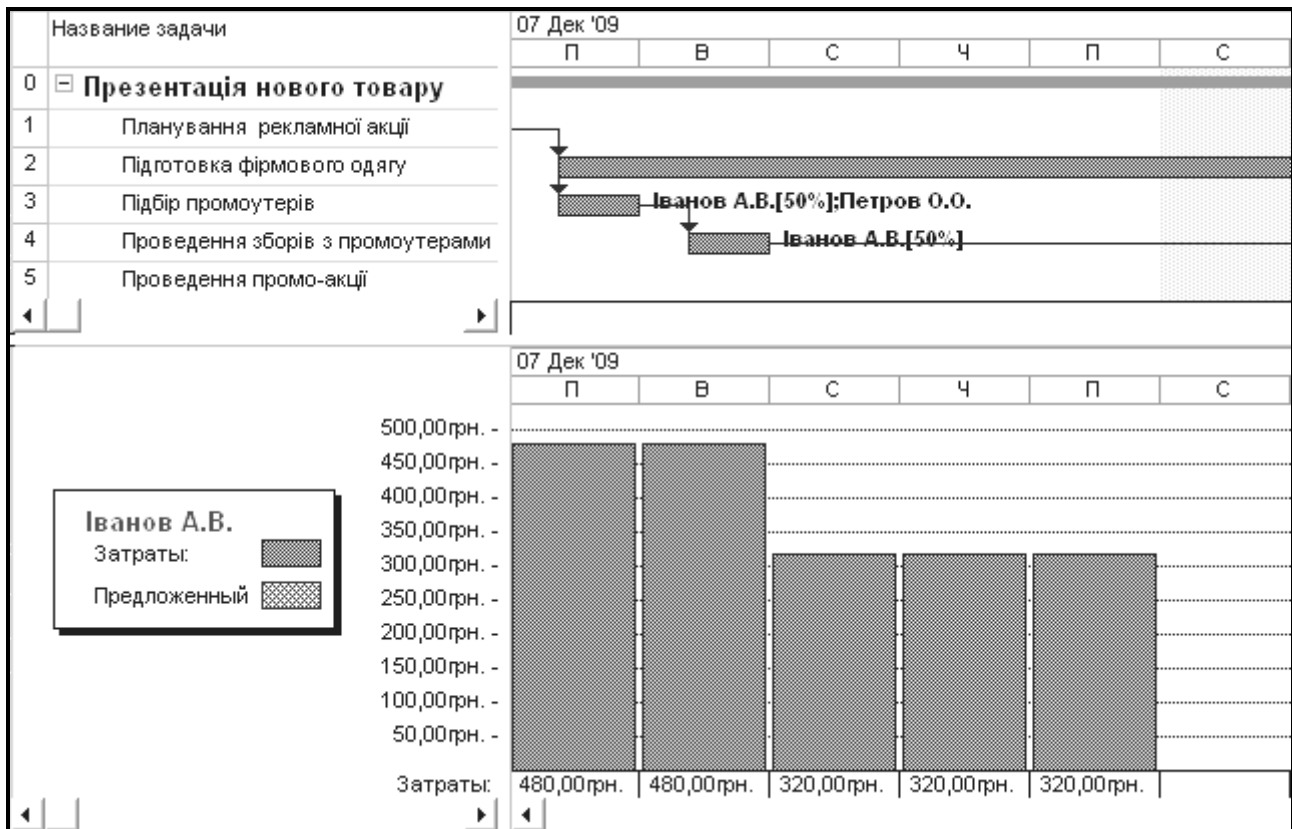 Название задачи
07 Дек '09
П В С Ч П С
0 Презентація нового товару
1 Планування рекламної акції
2 Підготовка фірмового одягу
3 Підбір промоутерів
Іванов А.В.[50%];Петров О.О.
4 Проведення зборів з промоутерами
Іванов А.В.[50%]
5 Проведення промо-акції
07 Дек '09
П В С Ч П С
500,00грн. -
450,00грн. -
400,00грн. -
350,00грн. -
300,00грн. -
250,00грн. -
200,00грн. -
150,00грн. -
100,00грн. -
50,00грн. -
Іванов А.В.
Затраты:
Предложенный
Затраты: 480,00грн. 480,00грн. 320,00грн. 320,00грн. 320,00грн.